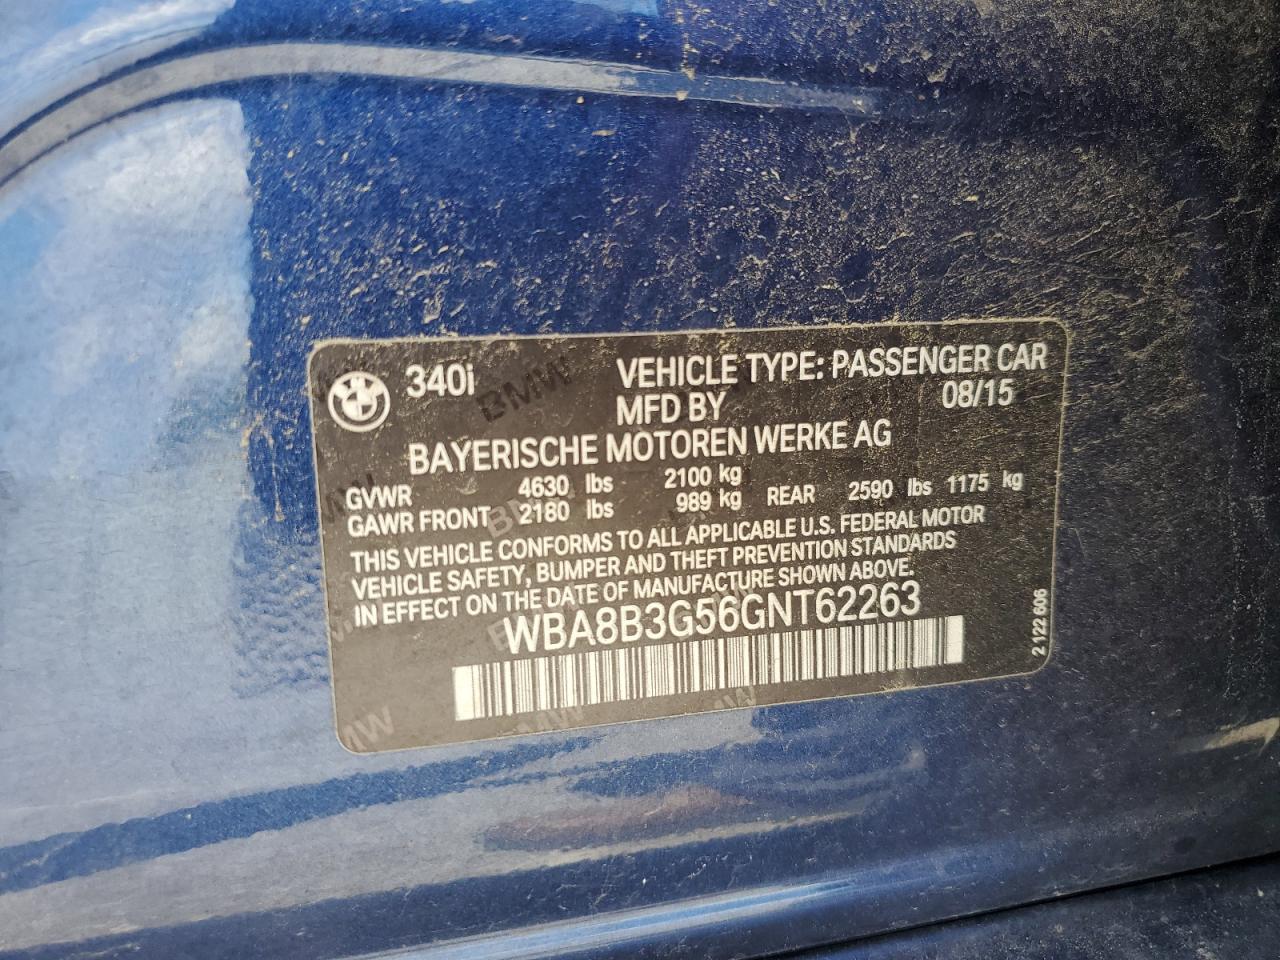 340i VEHICLE TYPE: PASSENGER CAR
MFD BY 08/15
BAYERISCHE MOTOREN WERKE AG
GVWR 4630 lbs 2100 kg
GAWR FRONT 2180 lbs 989 kg REAR 2590 lbs 1175 kg
THIS VEHICLE CONFORMS TO ALL APPLICABLE U.S. FEDERAL MOTOR
VEHICLE SAFETY, BUMPER AND THEFT PREVENTION STANDARDS
IN EFFECT ON THE DATE OF MANUFACTURE SHOWN ABOVE.
WBA8B3G56GNT62263
2 122 606